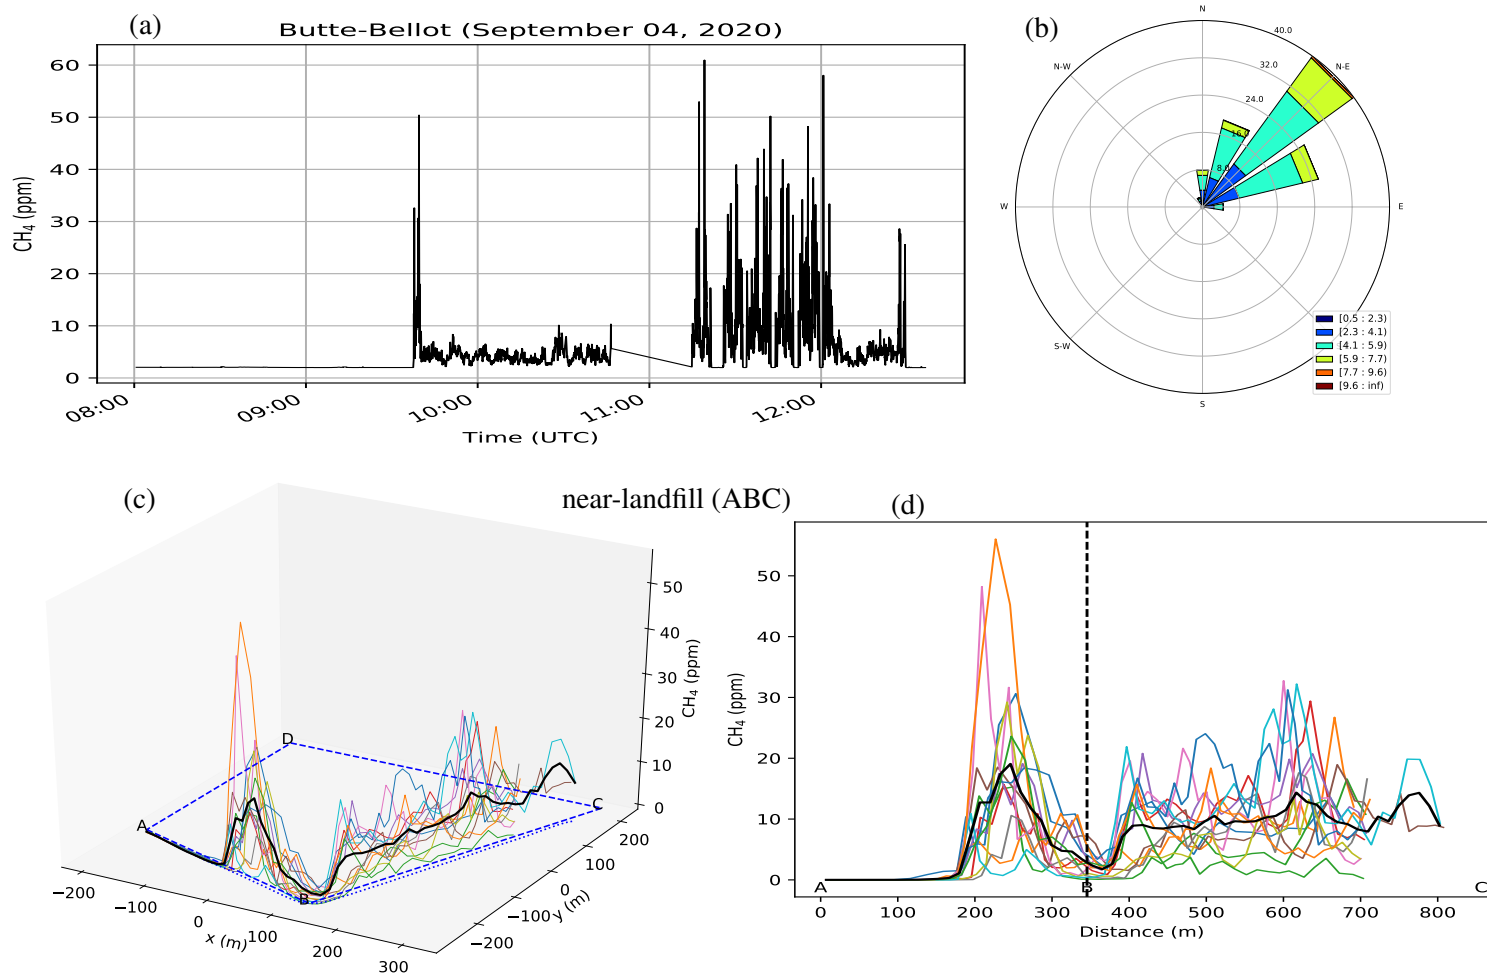 (a)
Butte-Bellot (September 04, 2020)
CH₄ (ppm)
60
50
40
30
20
10
0
08:00 09:00 10:00 11:00 12:00
Time (UTC)
(b)
N
N-E
E
S
S-W
W
N-W
40.0
32.0
24.0
16.0
8.0
[0.5 : 2.3)
[2.3 : 4.1)
[4.1 : 5.9)
[5.9 : 7.7)
[7.7 : 9.6)
[9.6 : inf)
near-landfill (ABC)
(c)
A
B
C
D
−200 −100 0 100 200 300
x (m)
−200 −100 0 100 200
y (m)
0 10 20 30 40 50
CH₄ (ppm)
(d)
CH₄ (ppm)
50
40
30
20
10
0
A B C
0 100 200 300 400 500 600 700 800
Distance (m)